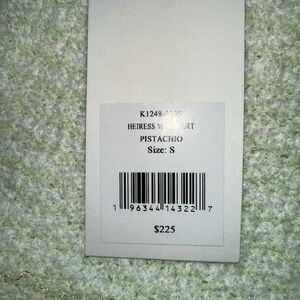 K1248-
HEIRESS
PISTACHIO
Size: S
1 96344 14322 7
$225